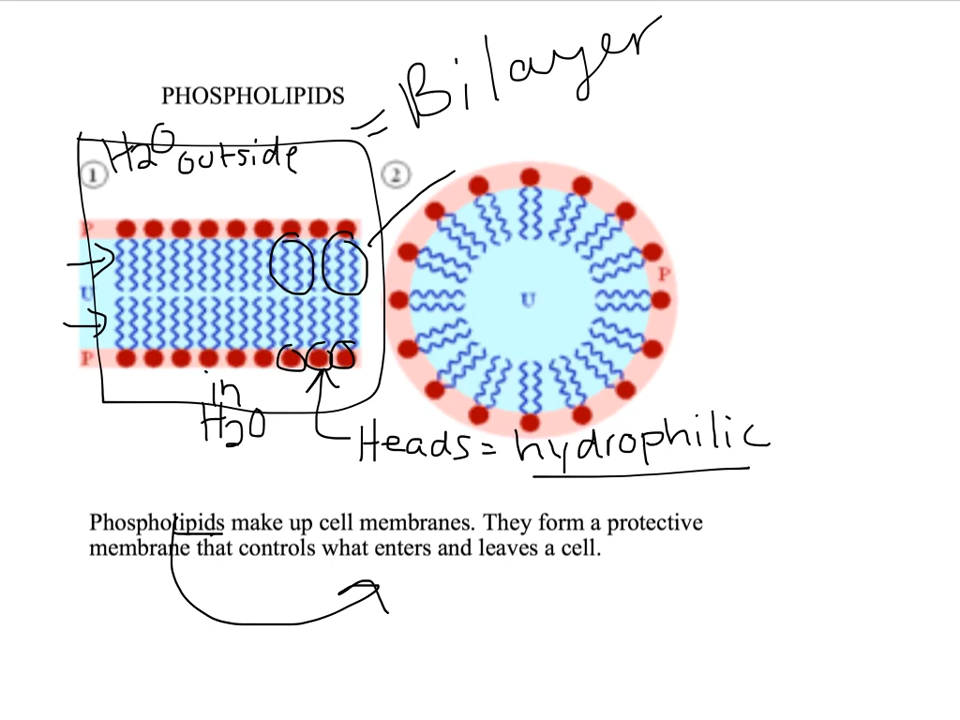 PHOSPHOLIPIDS
= Bilayer
H2O outside
1
2
P
U
P
U
P
in
H2O
Heads = hydrophilic
Phospholipids make up cell membranes. They form a protective
membrane that controls what enters and leaves a cell.